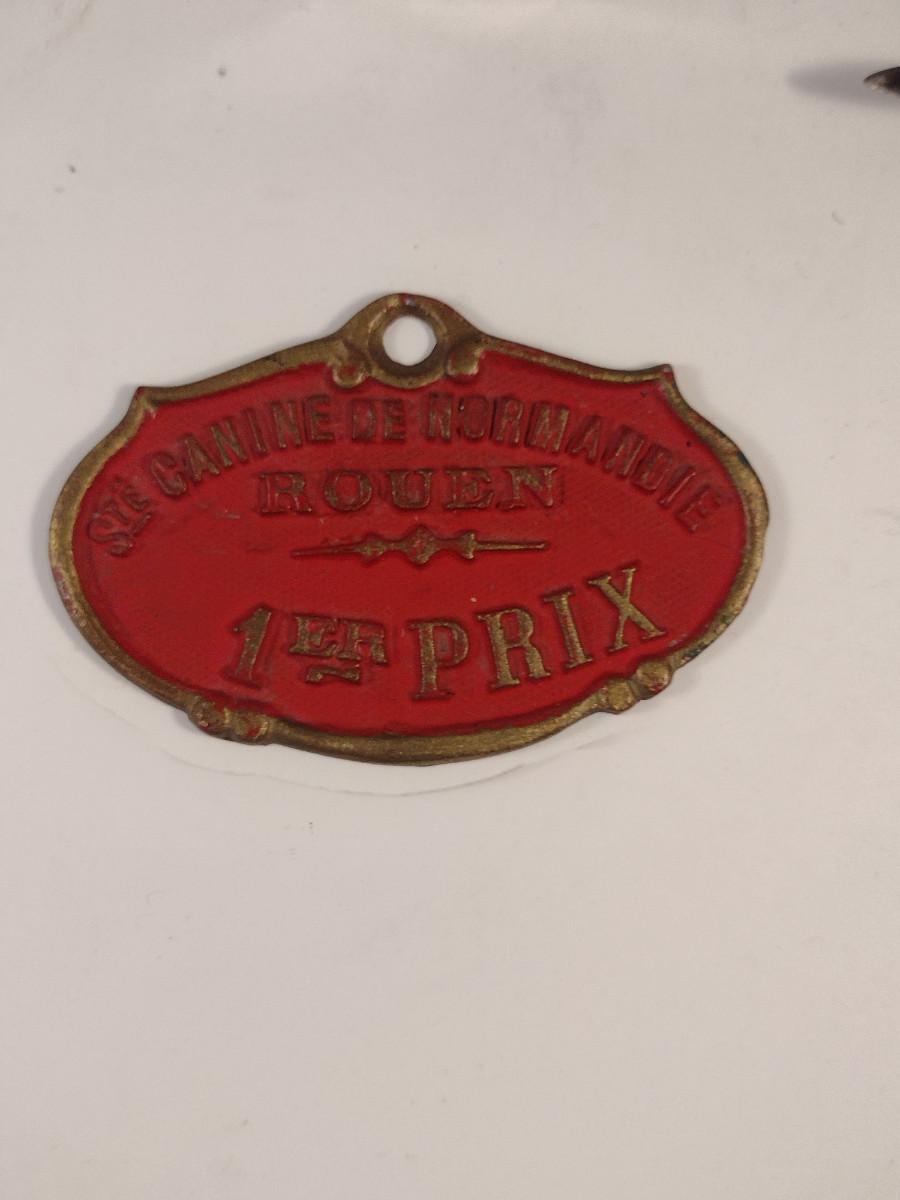 STÉ CANINE DE NORMANDIE
ROUEN
1ER PRIX